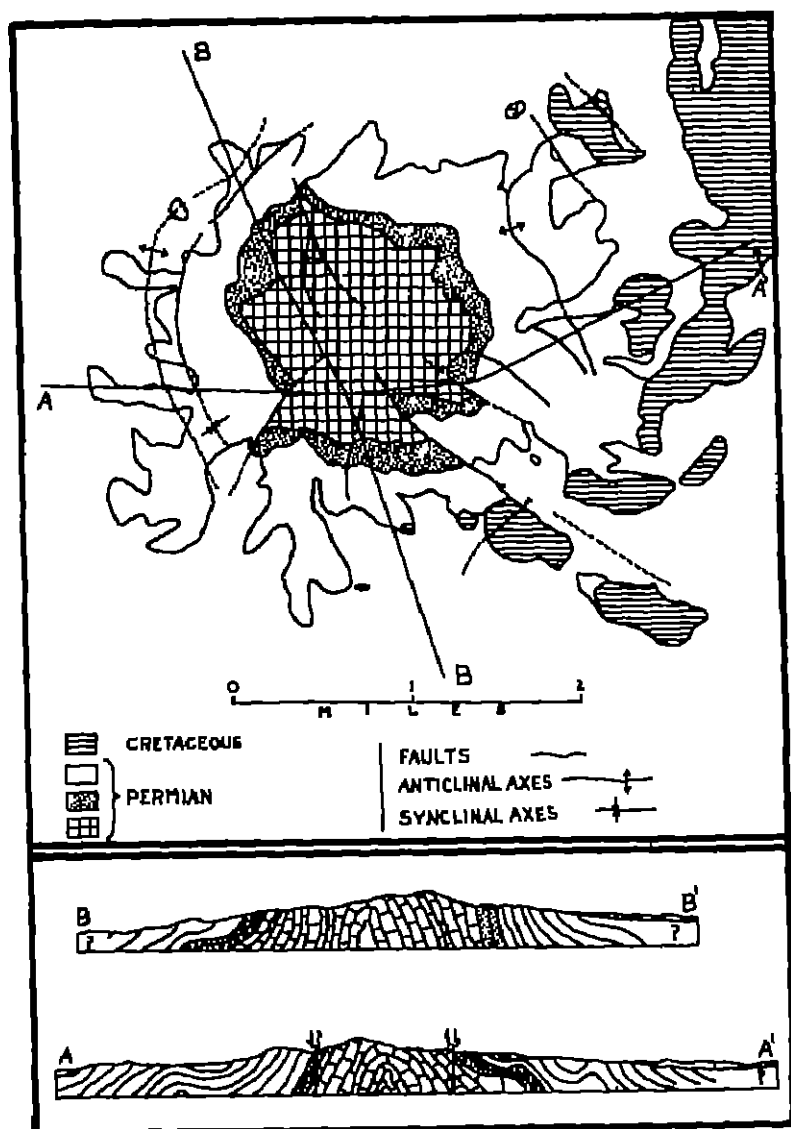 B
A
A'
B
0 1 2
M I L E S
CRETACEOUS
PERMIAN
FAULTS
ANTICLINAL AXES
SYNCLINAL AXES
B B'
? ?
A A'
?